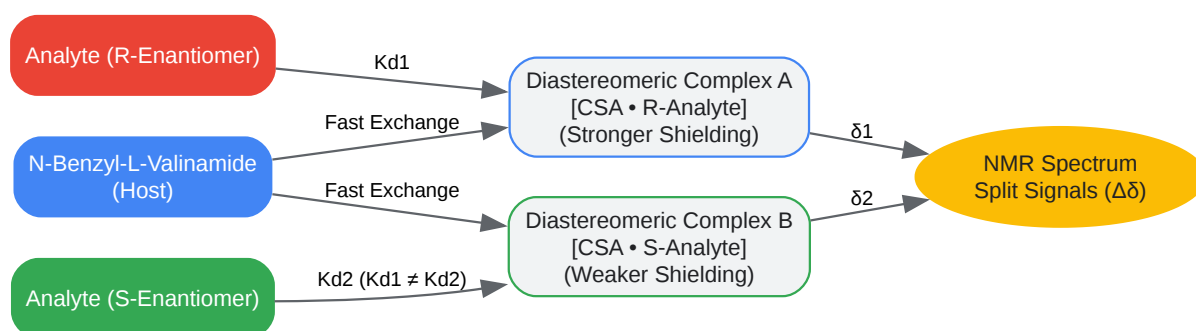 Analyte (R-Enantiomer)
Kd1
Fast Exchange
N-Benzyl-L-Valinamide
(Host)
Fast Exchange
Analyte (S-Enantiomer)
Kd2 (Kd1 ≠ Kd2)
Diastereomeric Complex A
[CSA • R-Analyte]
(Stronger Shielding)
δ1
Diastereomeric Complex B
[CSA • S-Analyte]
(Weaker Shielding)
δ2
NMR Spectrum
Split Signals (Δδ)